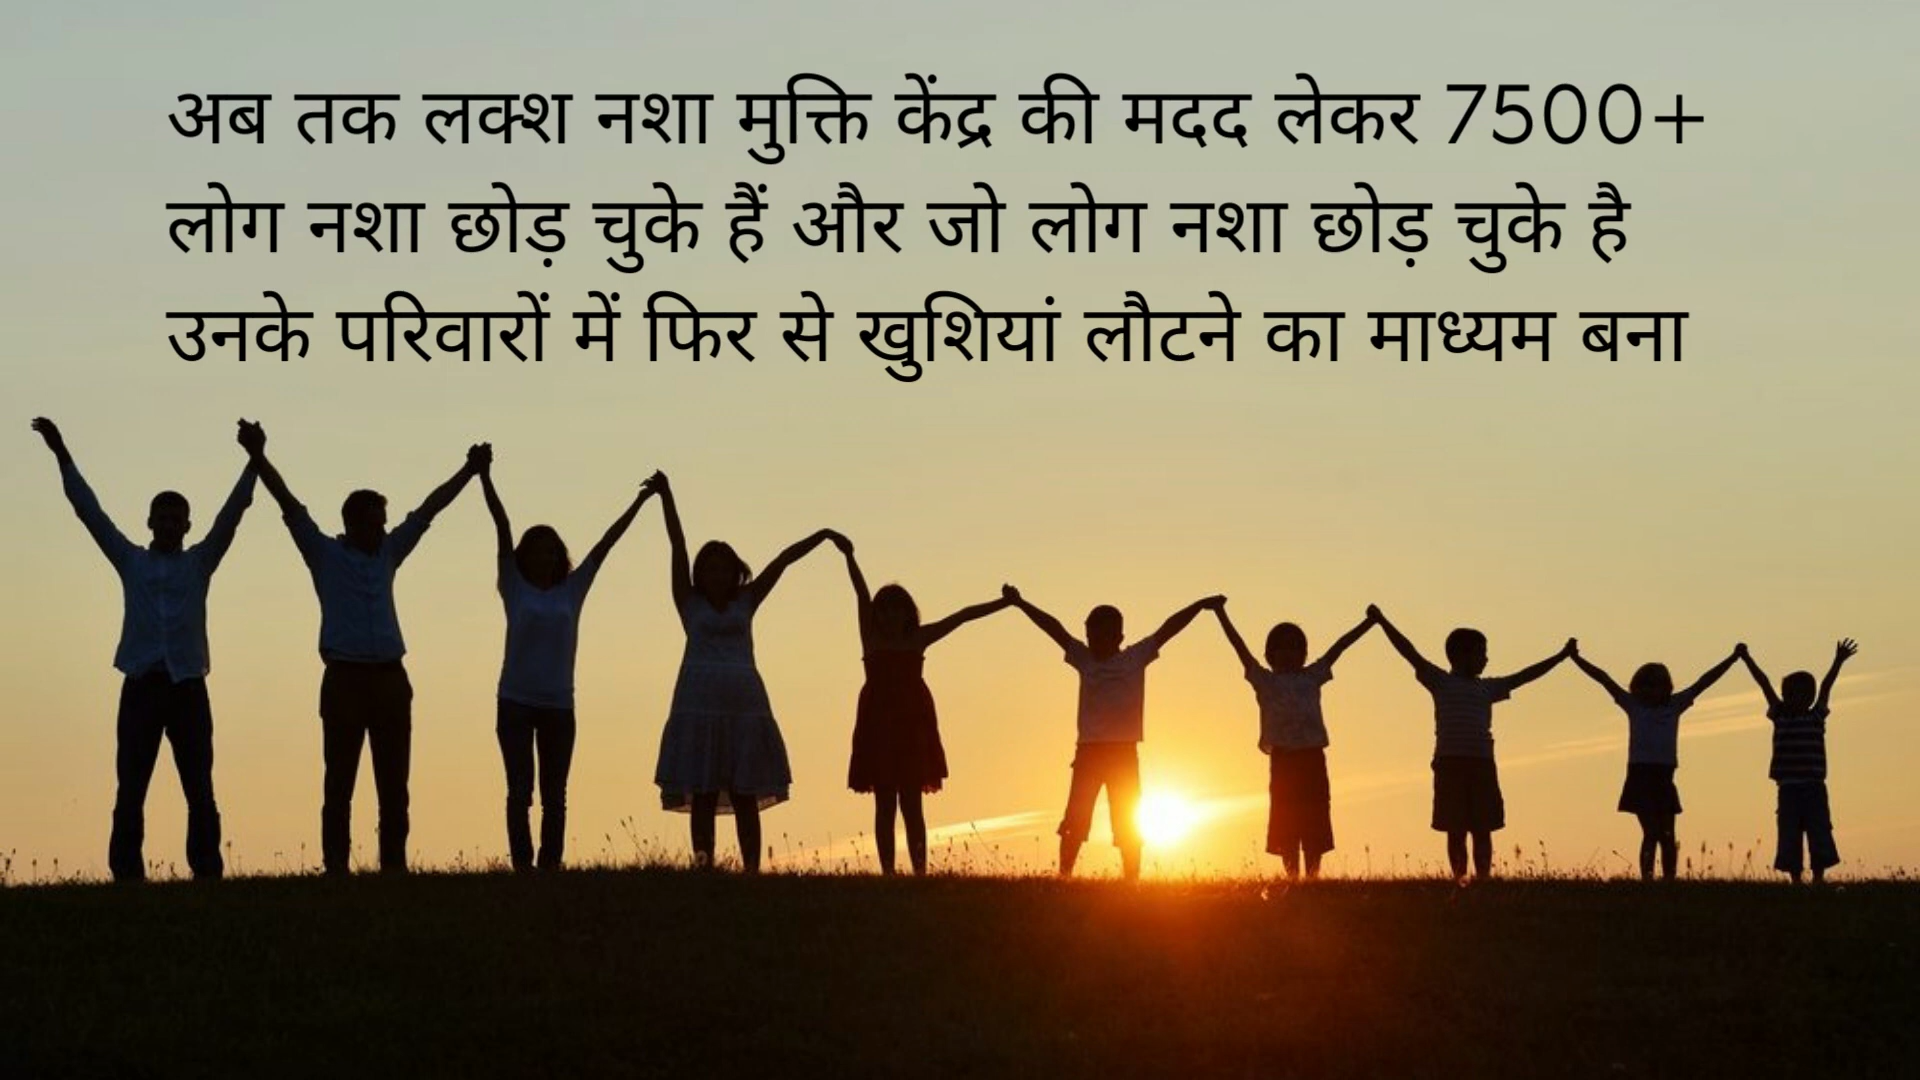 अब तक लक्श नशा मुक्ति केंद्र की मदद लेकर 7500+
लोग नशा छोड़ चुके हैं और जो लोग नशा छोड़ चुके है
उनके परिवारों में फिर से खुशियां लौटने का माध्यम बना